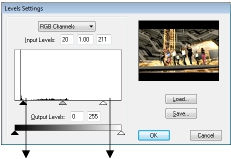 Levels Settings
RGB Channels
Input Levels: 20 1.00 211
Output Levels: 0 255
Load...
Save...
OK
Cancel